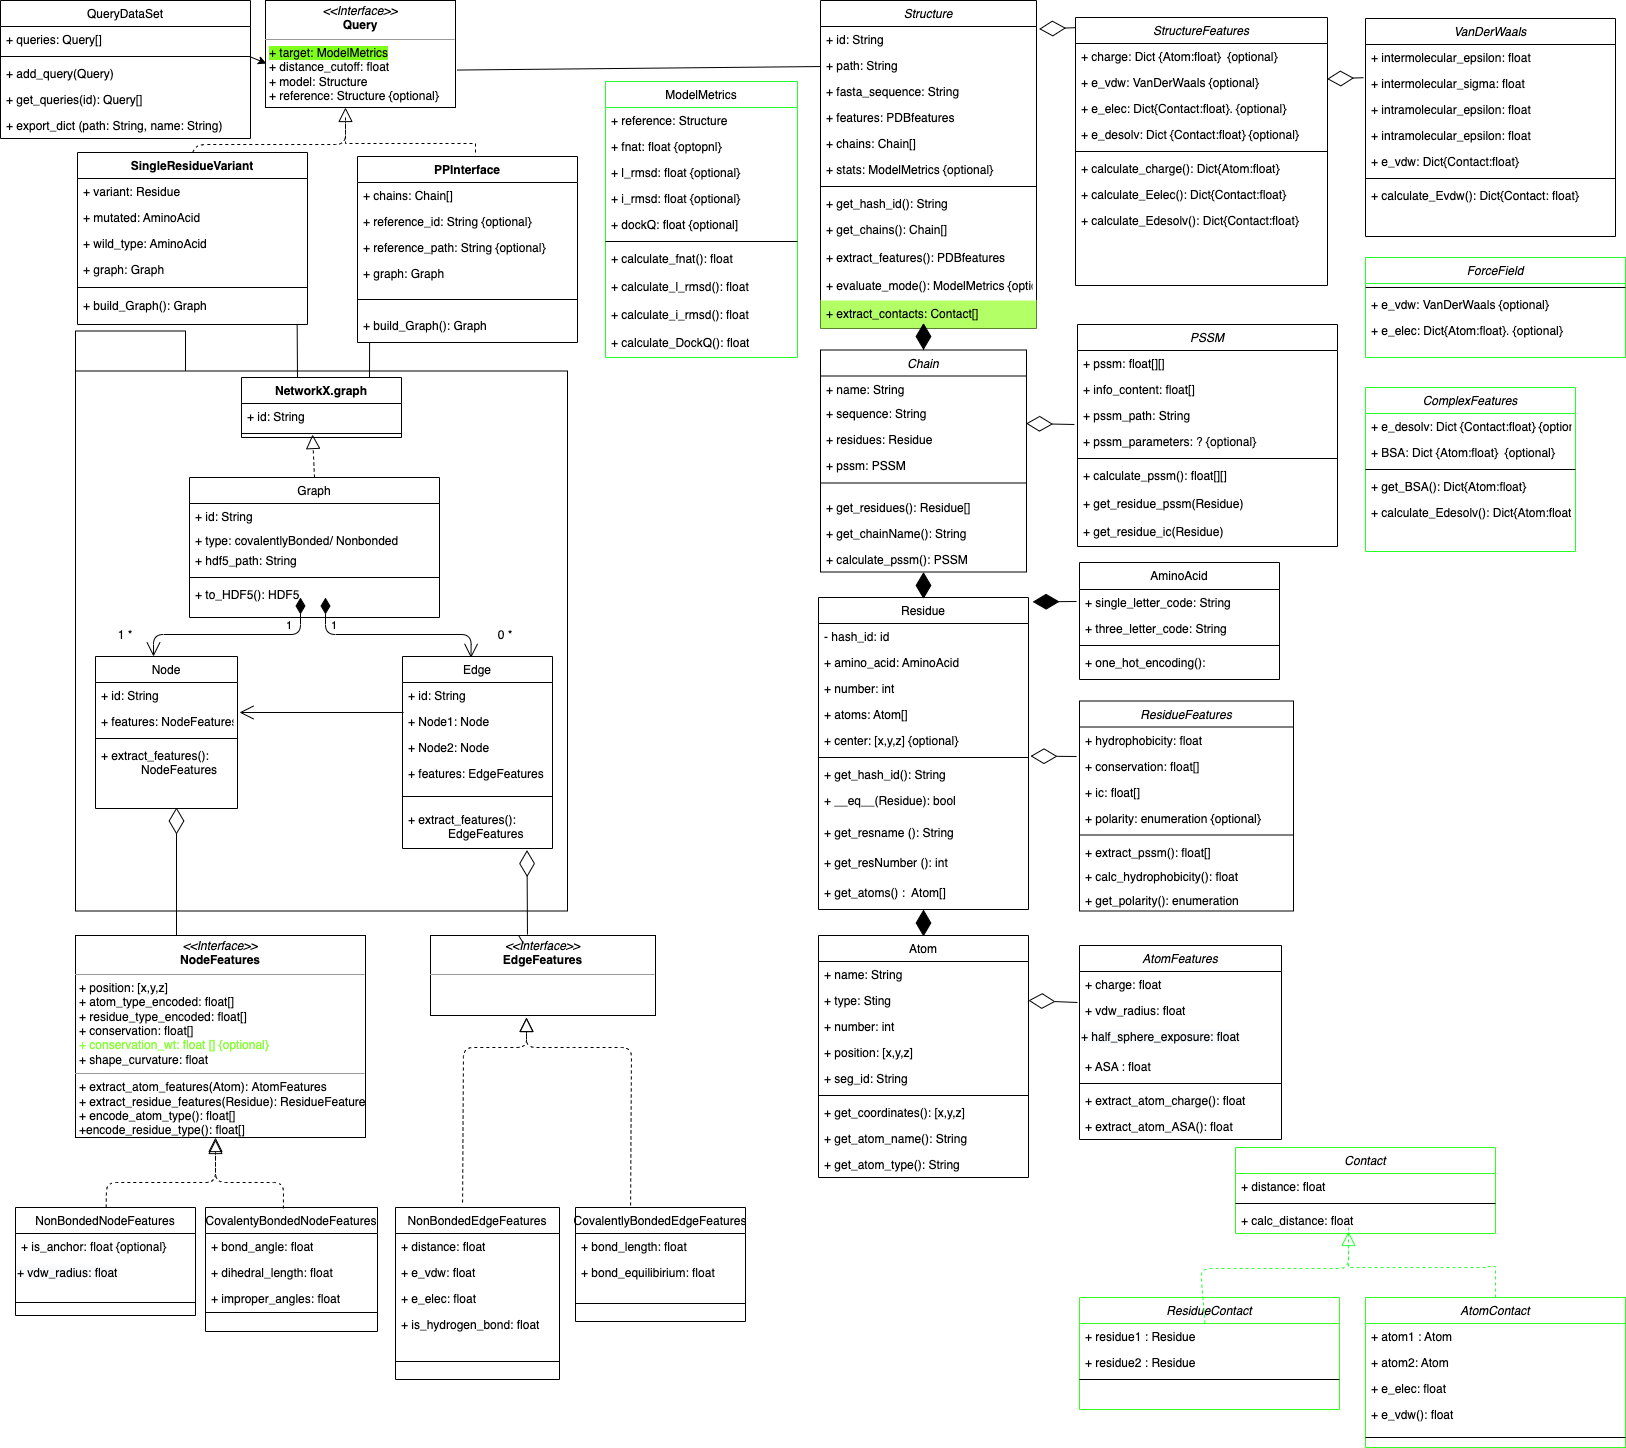 QueryDataSet
+ queries: Query[]
+ add_query(Query)
+ get_queries(id): Query[]
+ export_dict (path: String, name: String)
<<Interface>>
Query
+ target: ModelMetrics
+ distance_cutoff: float
+ model: Structure
+ reference: Structure {optional}
SingleResidueVariant
+ variant: Residue
+ mutated: AminoAcid
+ wild_type: AminoAcid
+ graph: Graph
+ build_Graph(): Graph
PPInterface
+ chains: Chain[]
+ reference_id: String {optional}
+ reference_path: String {optional}
+ graph: Graph
+ build_Graph(): Graph
ModelMetrics
+ reference: Structure
+ fnat: float {optopnl}
+ l_rmsd: float {optional}
+ i_rmsd: float {optional}
+ dockQ: float {optional]
+ calculate_fnat(): float
+ calculate_l_rmsd(): float
+ calculate_i_rmsd(): float
+ calculate_DockQ(): float
Structure
+ id: String
+ path: String
+ fasta_sequence: String
+ features: PDBfeatures
+ chains: Chain[]
+ stats: ModelMetrics {optional}
+ get_hash_id(): String
+ get_chains(): Chain[]
+ extract_features(): PDBfeatures
+ evaluate_mode(): ModelMetrics {opti
+ extract_contacts: Contact[]
StructureFeatures
+ charge: Dict {Atom:float}  {optional}
+ e_vdw: VanDerWaals {optional}
+ e_elec: Dict{Contact:float}. {optional}
+ e_desolv: Dict {Contact:float} {optional}
+ calculate_charge(): Dict{Atom:float}
+ calculate_Eelec(): Dict{Contact:float}
+ calculate_Edesolv(): Dict{Contact:float}
VanDerWaals
+ intermolecular_epsilon: float
+ intermolecular_sigma: float
+ intramolecular_epsilon: float
+ intramolecular_epsilon: float
+ e_vdw: Dict{Contact:float}
+ calculate_Evdw(): Dict{Contact: float}
ForceField
+ e_vdw: VanDerWaals {optional}
+ e_elec: Dict{Atom:float}. {optional}
ComplexFeatures
+ e_desolv: Dict {Contact:float} {option
+ BSA: Dict {Atom:float}  {optional}
+ get_BSA(): Dict{Atom:float}
+ calculate_Edesolv(): Dict{Atom:float
Chain
+ name: String
+ sequence: String
+ residues: Residue
+ pssm: PSSM
+ get_residues(): Residue[]
+ get_chainName(): String
+ calculate_pssm(): PSSM
PSSM
+ pssm: float[][]
+ info_content: float[]
+ pssm_path: String
+ pssm_parameters: ? {optional}
+ calculate_pssm(): float[][]
+ get_residue_pssm(Residue)
+ get_residue_ic(Residue)
NetworkX.graph
+ id: String
Graph
+ id: String
+ type: covalentlyBonded/ Nonbonded
+ hdf5_path: String
+ to_HDF5(): HDF5
1 *
1
1
0 *
Node
+ id: String
+ features: NodeFeatures
+ extract_features():
NodeFeatures
Edge
+ id: String
+ Node1: Node
+ Node2: Node
+ features: EdgeFeatures
+ extract_features():
EdgeFeatures
Residue
- hash_id: id
+ amino_acid: AminoAcid
+ number: int
+ atoms: Atom[]
+ center: [x,y,z] {optional}
+ get_hash_id(): String
+ __eq__(Residue): bool
+ get_resname (): String
+ get_resNumber (): int
+ get_atoms() :  Atom[]
AminoAcid
+ single_letter_code: String
+ three_letter_code: String
+ one_hot_encoding():
ResidueFeatures
+ hydrophobicity: float
+ conservation: float[]
+ ic: float[]
+ polarity: enumeration {optional}
+ extract_pssm(): float[]
+ calc_hydrophobicity(): float
+ get_polarity(): enumeration
<<Interface>>
NodeFeatures
+ position: [x,y,z]
+ atom_type_encoded: float[]
+ residue_type_encoded: float[]
+ conservation: float[]
+ conservation_wt: float [] {optional}
+ shape_curvature: float
+ extract_atom_features(Atom): AtomFeatures
+ extract_residue_features(Residue): ResidueFeature
+ encode_atom_type(): float[]
+encode_residue_type(): float[]
<<Interface>>
EdgeFeatures
Atom
+ name: String
+ type: Sting
+ number: int
+ position: [x,y,z]
+ seg_id: String
+ get_coordinates(): [x,y,z]
+ get_atom_name(): String
+ get_atom_type(): String
AtomFeatures
+ charge: float
+ vdw_radius: float
+ half_sphere_exposure: float
+ ASA : float
+ extract_atom_charge(): float
+ extract_atom_ASA(): float
Contact
+ distance: float
+ calc_distance: float
NonBondedNodeFeatures
+ is_anchor: float {optional}
+ vdw_radius: float
CovalentyBondedNodeFeatures
+ bond_angle: float
+ dihedral_length: float
+ improper_angles: float
NonBondedEdgeFeatures
+ distance: float
+ e_vdw: float
+ e_elec: float
+ is_hydrogen_bond: float
CovalentlyBondedEdgeFeatures
+ bond_length: float
+ bond_equilibirium: float
ResidueContact
+ residue1 : Residue
+ residue2 : Residue
AtomContact
+ atom1 : Atom
+ atom2: Atom
+ e_elec: float
+ e_vdw(): float